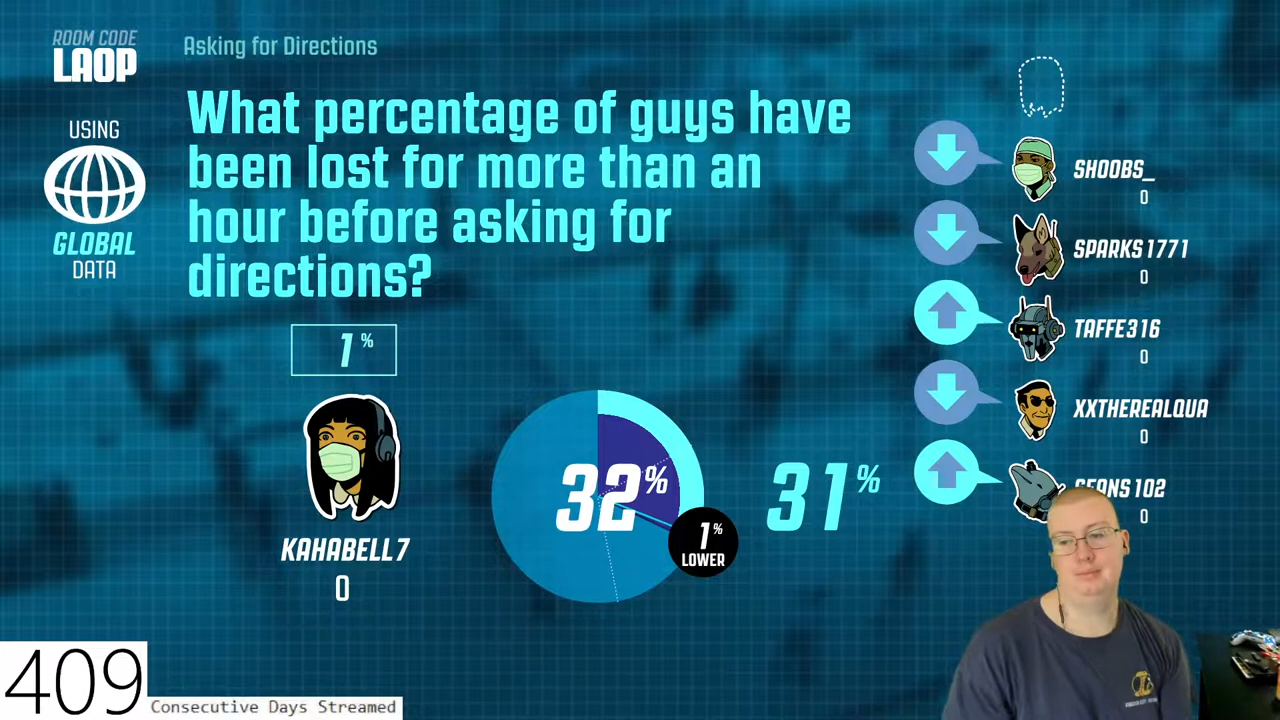 ROOM CODE
LAOP
USING
GLOBAL
DATA
Asking for Directions
What percentage of guys have
been lost for more than an
hour before asking for
directions?
1%
KAHABELL7
0
32%
1%
LOWER
31%
SHOOBS_
0
SPARKS1771
0
TAFFE316
0
XXTHEREALQUA
0
SEANS102
0
409
Consecutive Days Streamed